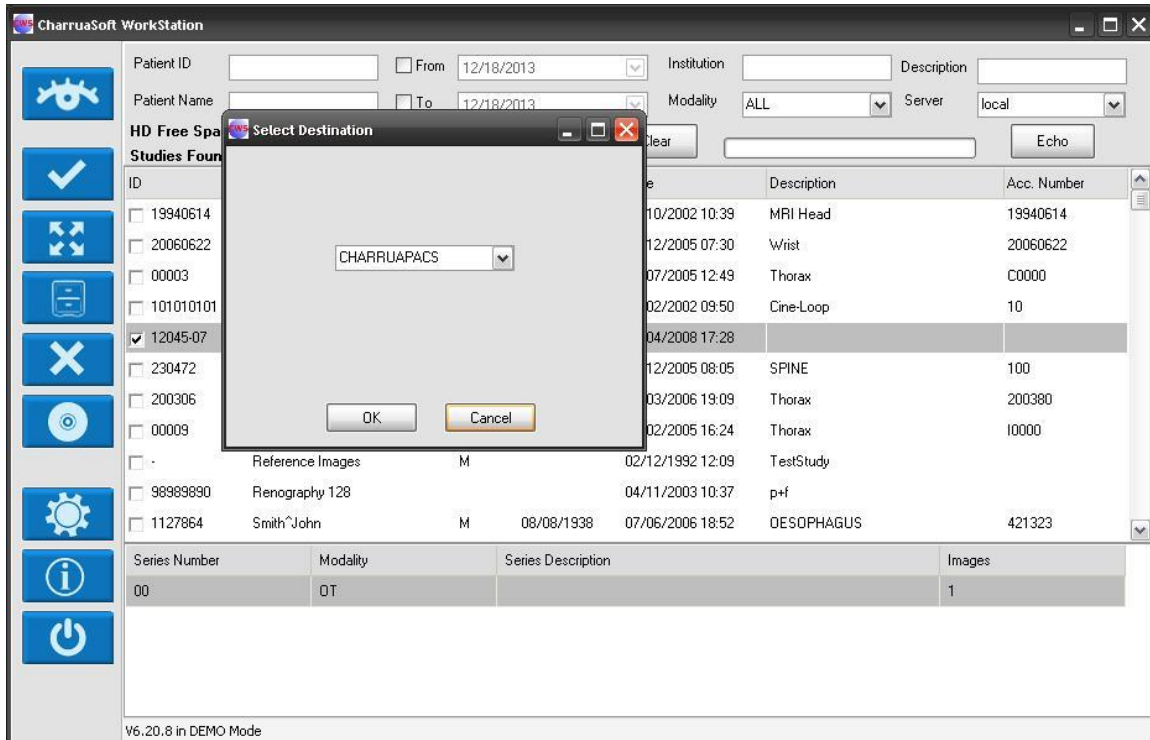 CWS CharruaSoft WorkStation
Patient ID From 12/18/2013 Institution Description
Patient Name To 12/18/2013 Modality ALL Server local
HD Free Spa CWS Select Destination lear Echo
Studies Foun
ID e Description Acc. Number
19940614 10/2002 10:39 MRI Head 19940614
20060622 CHARRUAPACS 12/2005 07:30 Wrist 20060622
00003 07/2005 12:49 Thorax C0000
101010101 02/2002 09:50 Cine-Loop 10
12045-07 04/2008 17:28
230472 12/2005 08:05 SPINE 100
200306 03/2006 19:09 Thorax 200380
00009 OK Cancel 02/2005 16:24 Thorax I0000
- Reference Images M 02/12/1992 12:09 TestStudy
98989890 Renography 128 04/11/2003 10:37 p+f
1127864 Smith^John M 08/08/1938 07/06/2006 18:52 OESOPHAGUS 421323
Series Number Modality Series Description Images
00 OT 1
V6.20.8 in DEMO Mode